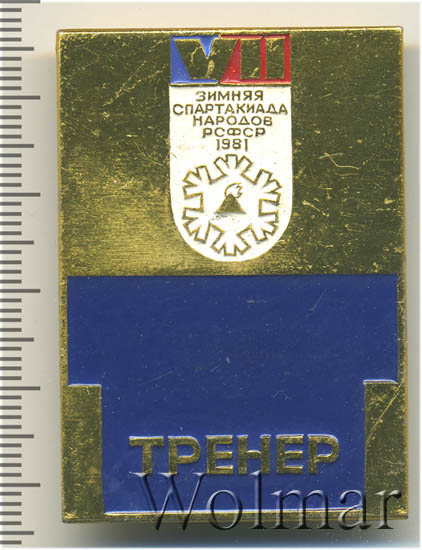 VII
ЗИМНЯЯ
СПАРТАКИАДА
НАРОДОВ
РСФСР
1981
ТРЕНЕР
Wolmar